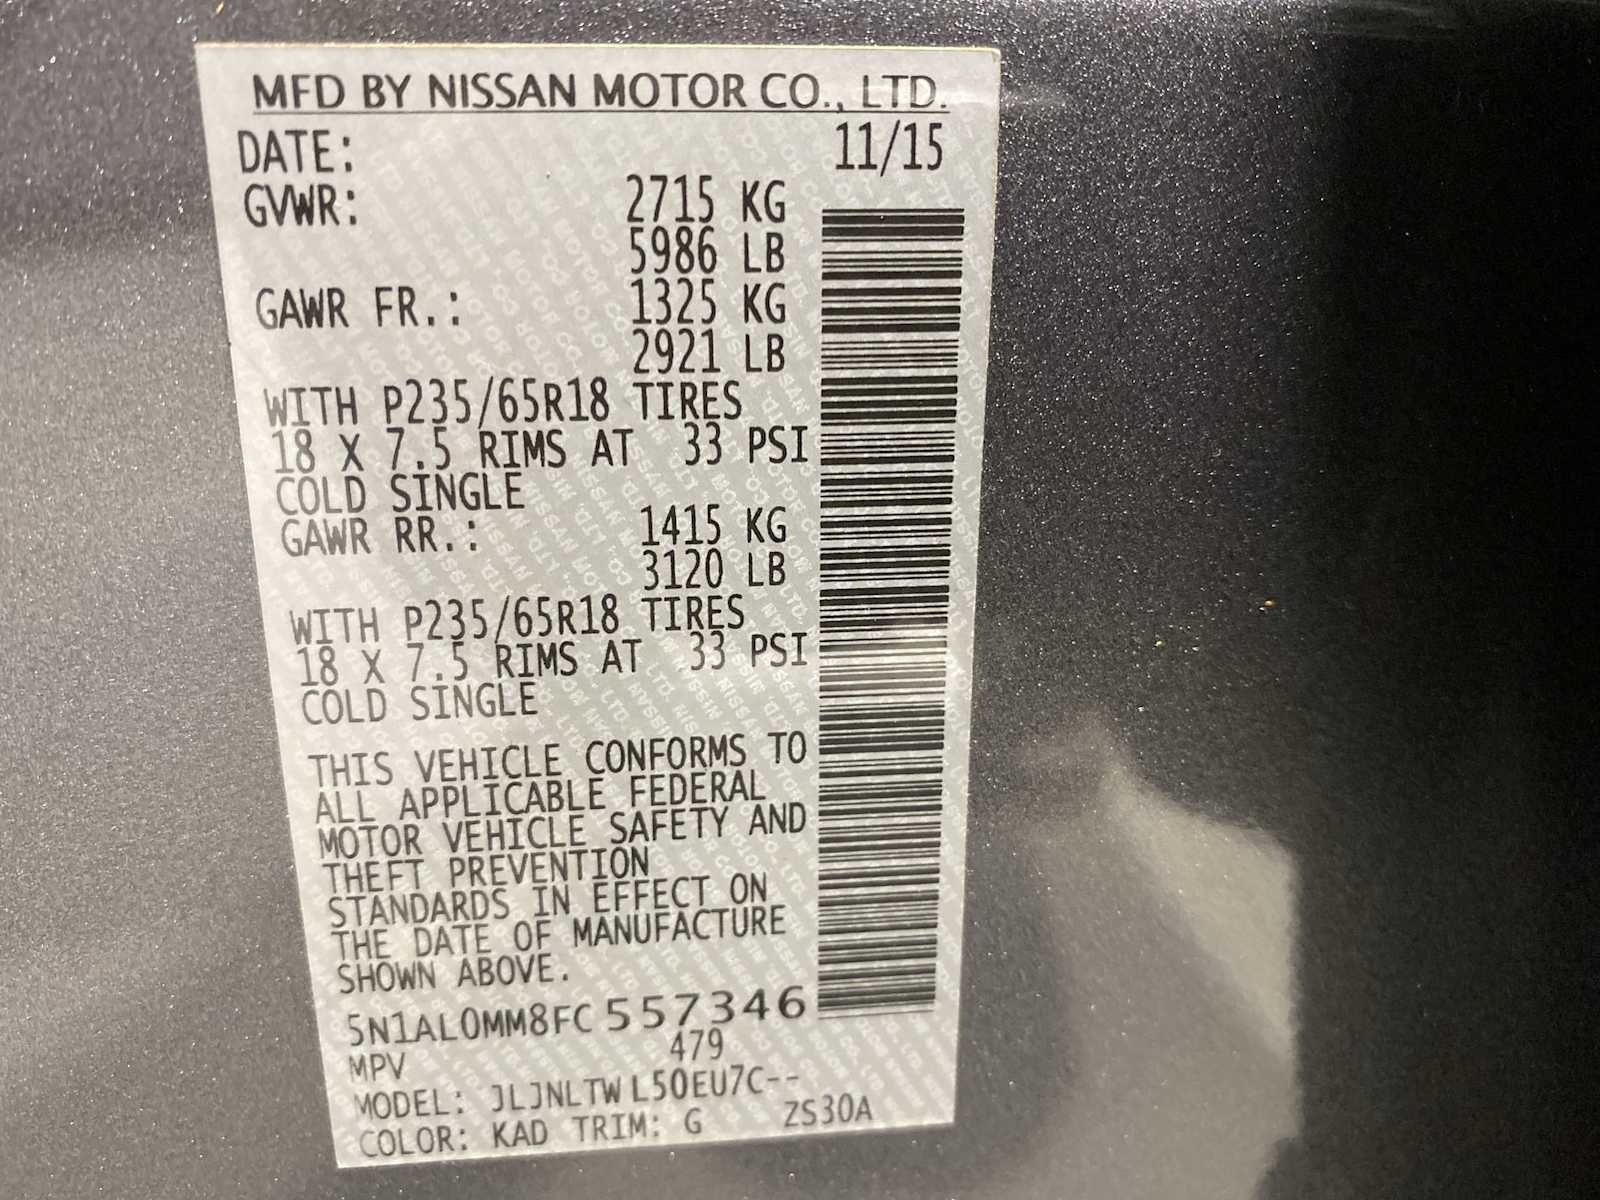 MFD BY NISSAN MOTOR CO., LTD.
DATE: 11/15
GVWR: 2715 KG
5986 LB
GAWR FR.: 1325 KG
2921 LB
WITH P235/65R18 TIRES
18 X 7.5 RIMS AT 33 PSI
COLD SINGLE
GAWR RR.: 1415 KG
3120 LB
WITH P235/65R18 TIRES
18 X 7.5 RIMS AT 33 PSI
COLD SINGLE
THIS VEHICLE CONFORMS TO
ALL APPLICABLE FEDERAL
MOTOR VEHICLE SAFETY AND
THEFT PREVENTION
STANDARDS IN EFFECT ON
THE DATE OF MANUFACTURE
SHOWN ABOVE.
5N1AL0MM8FC557346
MPV 479
MODEL: JLJNLTWL50EU7C--
COLOR: KAD TRIM: G ZS30A